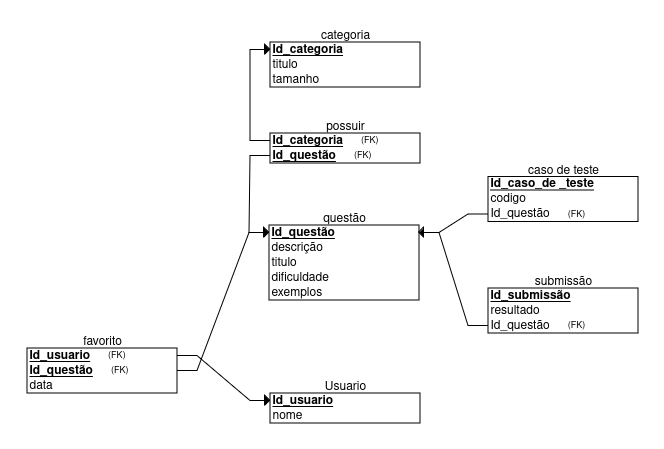 categoria
Id_categoria
titulo
tamanho
possuir
Id_categoria (FK)
Id_questão (FK)
questão
Id_questão
descrição
titulo
dificuldade
exemplos
caso de teste
Id_caso_de _teste
codigo
Id_questão (FK)
submissão
Id_submissão
resultado
Id_questão (FK)
favorito
Id_usuario (FK)
Id_questão (FK)
data
Usuario
Id_usuario
nome